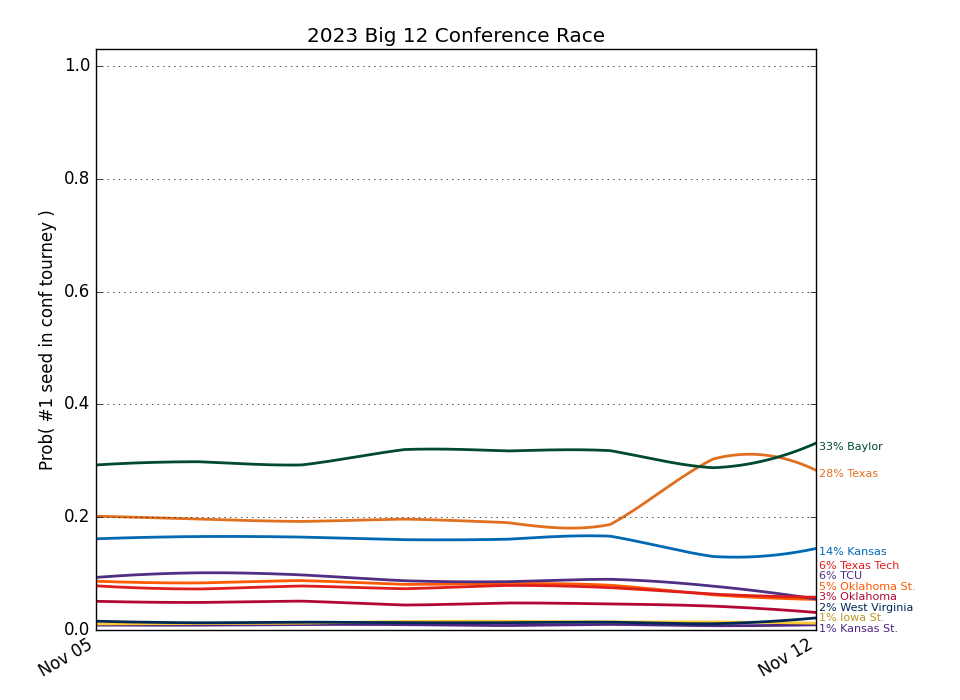 2023 Big 12 Conference Race
Prob( #1 seed in conf tourney )
1.0
0.8
0.6
0.4
0.2
0.0
Nov 05
Nov 12
33% Baylor
28% Texas
14% Kansas
6% Texas Tech
6% TCU
5% Oklahoma St.
3% Oklahoma
2% West Virginia
1% Iowa St.
1% Kansas St.